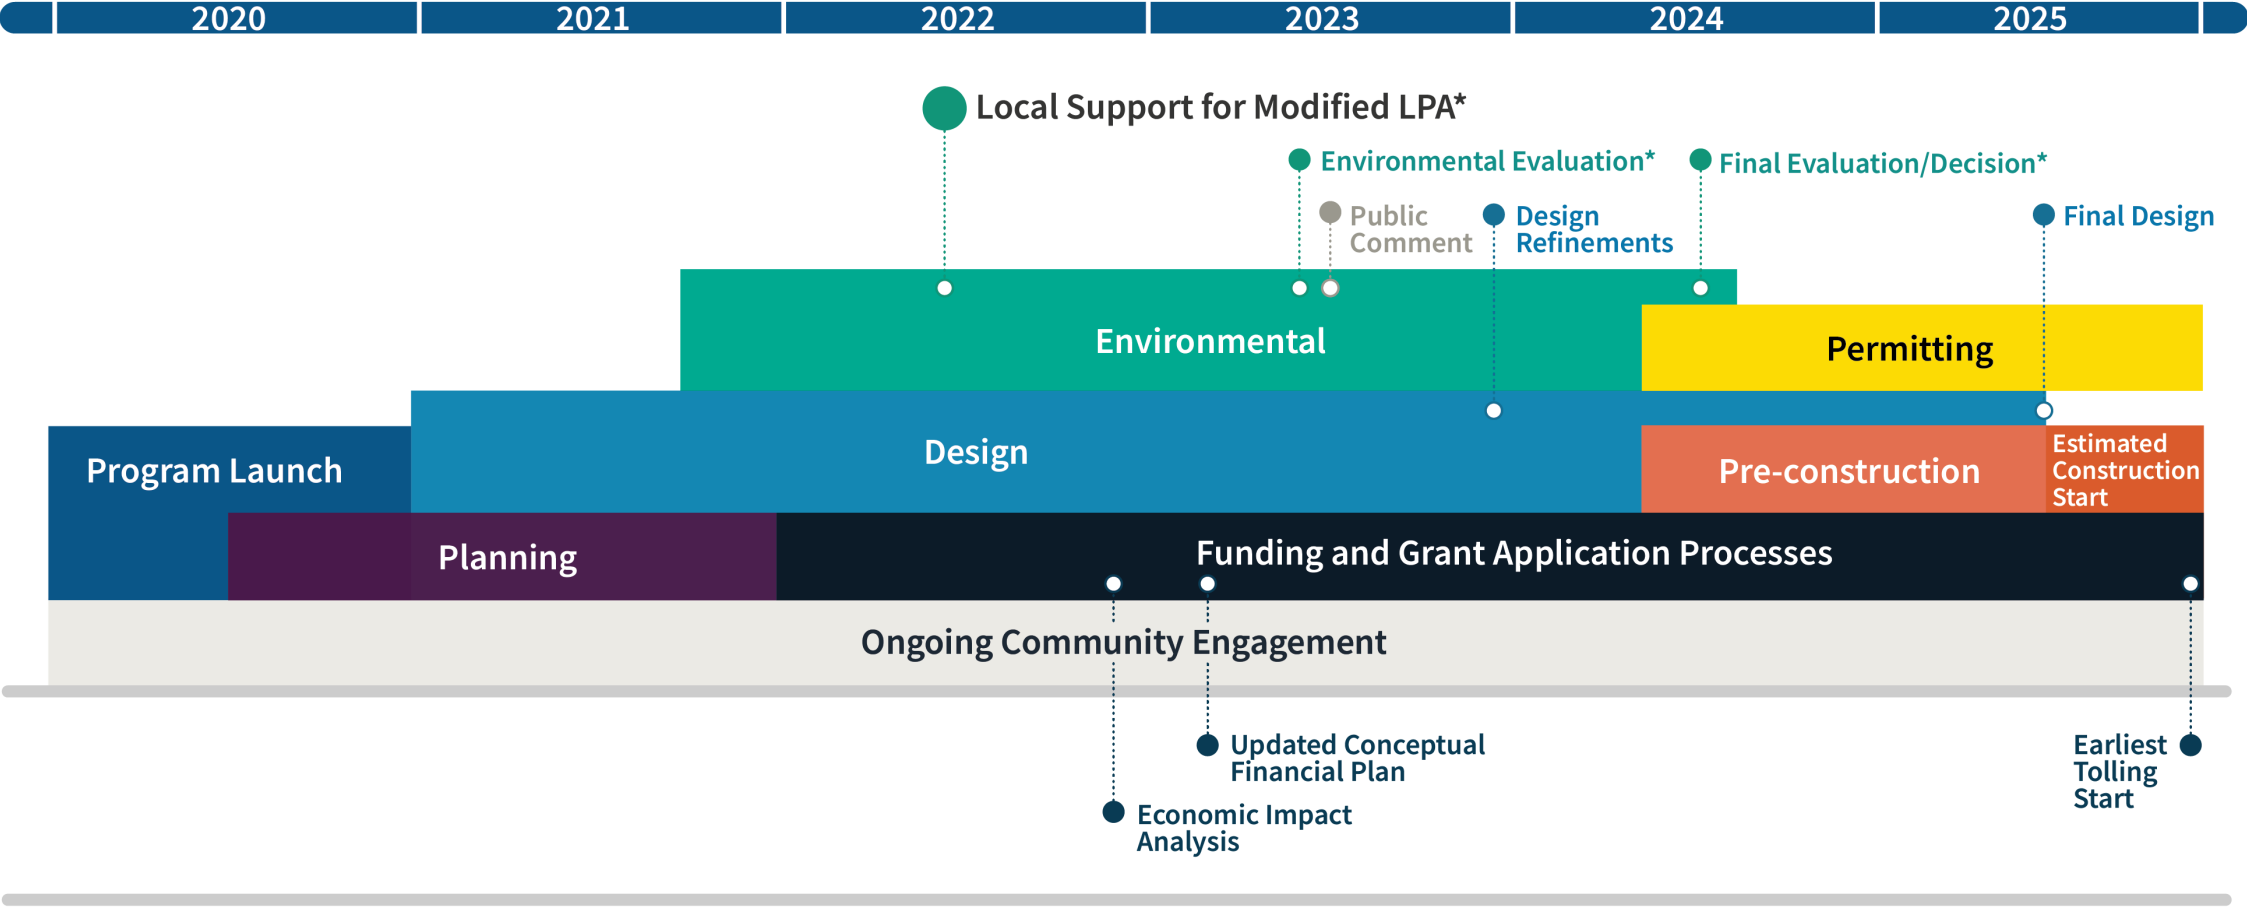 2020 2021 2022 2023 2024 2025
Local Support for Modified LPA*
Environmental Evaluation*
Final Evaluation/Decision*
Public
Comment
Design
Refinements
Final Design
Environmental
Permitting
Program Launch
Design
Pre-construction
Estimated
Construction
Start
Planning
Funding and Grant Application Processes
Ongoing Community Engagement
Updated Conceptual
Financial Plan
Earliest
Tolling
Start
Economic Impact
Analysis